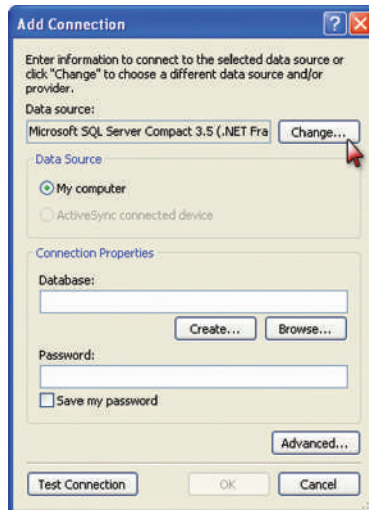 Add Connection
Enter information to connect to the selected data source or
click "Change" to choose a different data source and/or
provider.
Data source:
Microsoft SQL Server Compact 3.5 (.NET Fra
Change...
Data Source
My computer
ActiveSync connected device
Connection Properties
Database:
Create... Browse...
Password:
Save my password
Advanced...
Test Connection OK Cancel